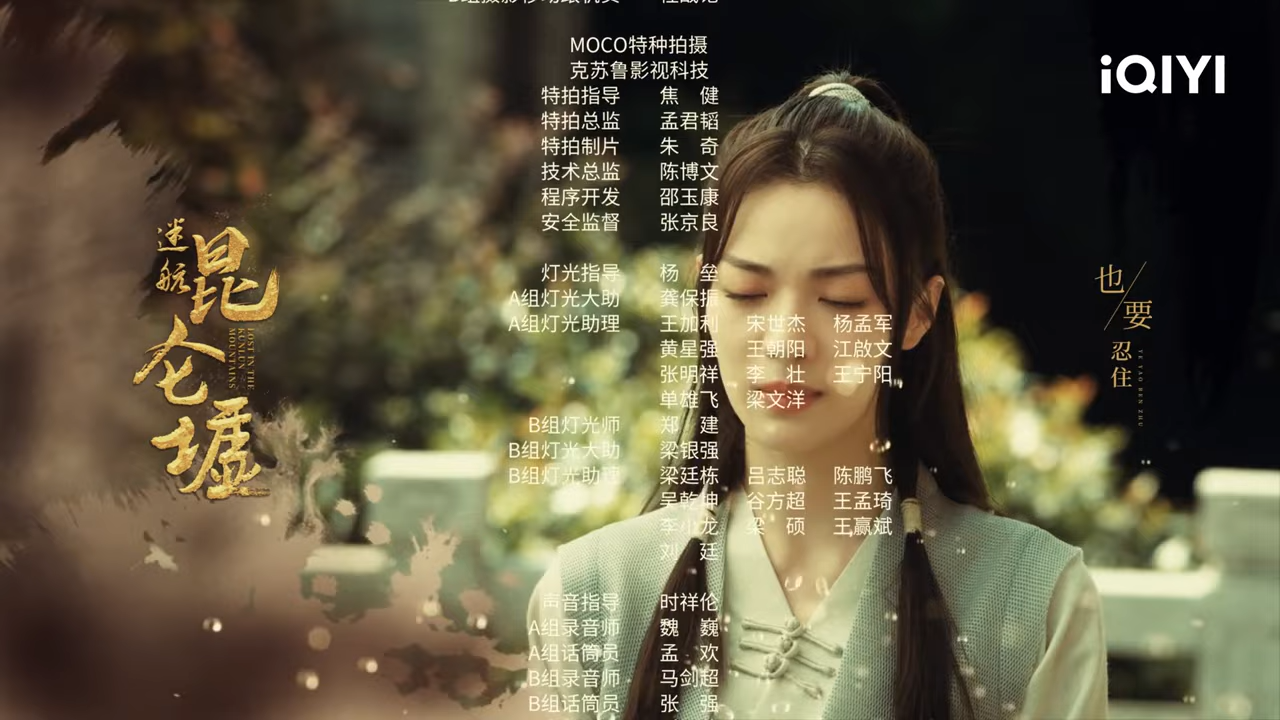 MOCO特种拍摄
克苏鲁影视科技
特拍指导 焦 健
特拍总监 孟君韬
特拍制片 朱 奇
技术总监 陈博文
程序开发 邵玉康
安全监督 张京良
灯光指导 杨 垒
A组灯光大助 龚保振
A组灯光助理 王加利 宋世杰 杨孟军
黄星强 王朝阳 江啟文
张明祥 李 壮 王宁阳
单雄飞 梁文洋
B组灯光师 郑 建
B组灯光大助 梁银强
B组灯光助理 梁廷栋 吕志聪 陈鹏飞
吴乾坤 谷方超 王孟琦
李小龙 梁 硕 王赢斌
刘 廷
声音指导 时祥伦
A组录音师 魏 巍
A组话筒员 孟 欢
B组录音师 马剑超
B组话筒员 张 强
iQIYI
迷航
昆仑墟
LOST IN THE
KUNLUN
MOUNTAINS
也/要
忍住
YE YAO REN ZHU